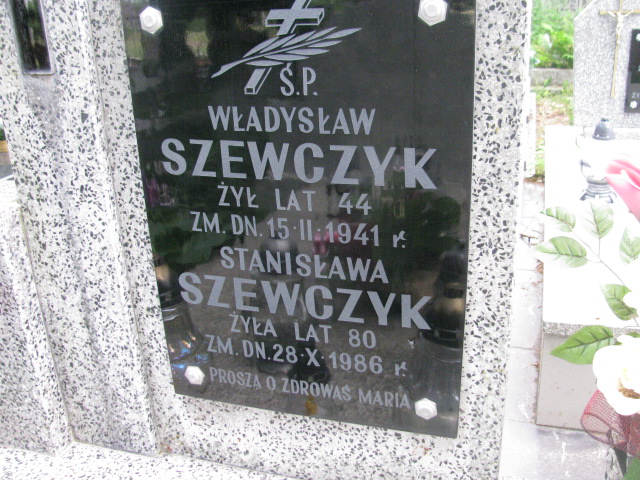 Ś.P.
WŁADYSŁAW
SZEWCZYK
ŻYŁ LAT 44
ZM. DN. 15·II·1941 r.
STANISŁAWA
SZEWCZYK
ŻYŁA LAT 80
ZM. DN. 28·X·1986 r.
PROSZĄ O ZDROWAŚ MARIA